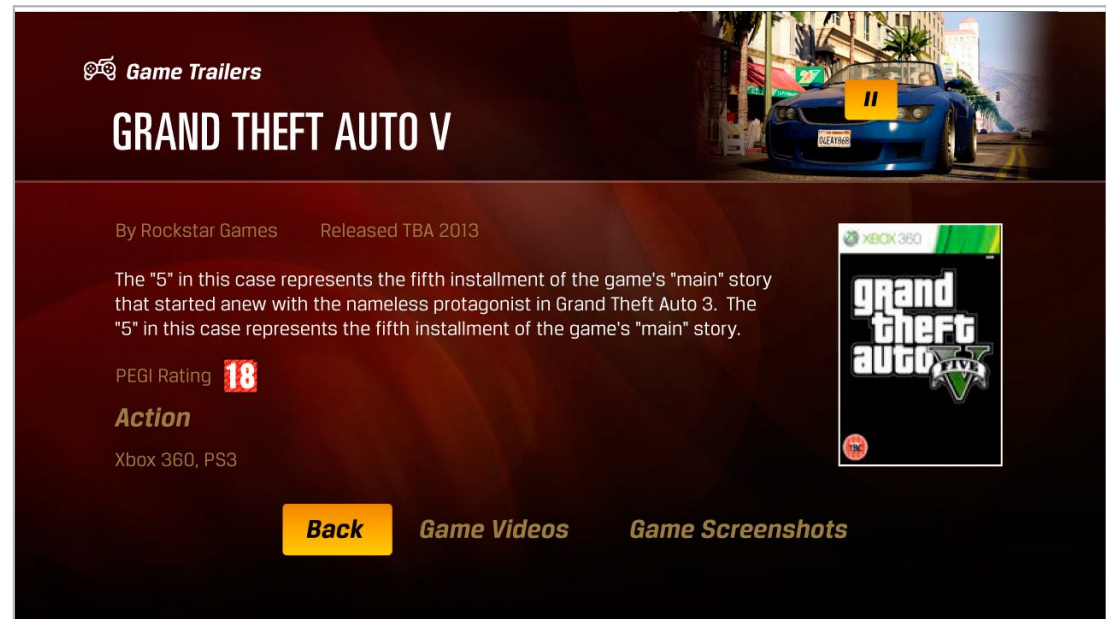 Game Trailers
GRAND THEFT AUTO V
By Rockstar Games Released TBA 2013
The "5" in this case represents the fifth installment of the game's "main" story
that started anew with the nameless protagonist in Grand Theft Auto 3. The
"5" in this case represents the fifth installment of the game's "main" story.
PEGI Rating 18
Action
Xbox 360, PS3
XBOX 360
grand
theft
auto
V
FIVE
Back Game Videos Game Screenshots